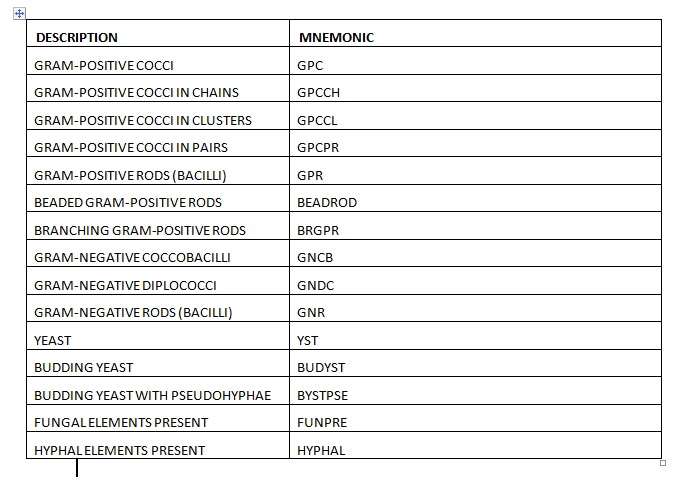 DESCRIPTION MNEMONIC
GRAM-POSITIVE COCCI GPC
GRAM-POSITIVE COCCI IN CHAINS GPCCH
GRAM-POSITIVE COCCI IN CLUSTERS GPCCL
GRAM-POSITIVE COCCI IN PAIRS GPCPR
GRAM-POSITIVE RODS (BACILLI) GPR
BEADED GRAM-POSITIVE RODS BEADROD
BRANCHING GRAM-POSITIVE RODS BRGPR
GRAM-NEGATIVE COCCOBACILLI GNCB
GRAM-NEGATIVE DIPLOCOCCI GNDC
GRAM-NEGATIVE RODS (BACILLI) GNR
YEAST YST
BUDDING YEAST BUDYST
BUDDING YEAST WITH PSEUDOHYPHAE BYSTPSE
FUNGAL ELEMENTS PRESENT FUNPRE
HYPHAL ELEMENTS PRESENT HYPHAL